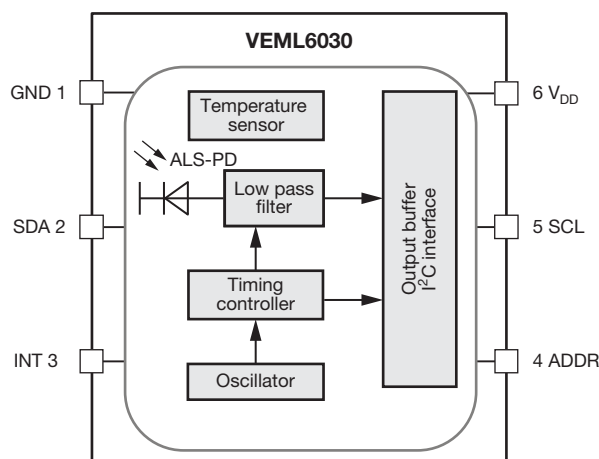 VEML6030
GND 1
6 V_DD
Temperature
sensor
ALS-PD
Low pass
filter
SDA 2
5 SCL
Output buffer
I²C interface
Timing
controller
INT 3
4 ADDR
Oscillator